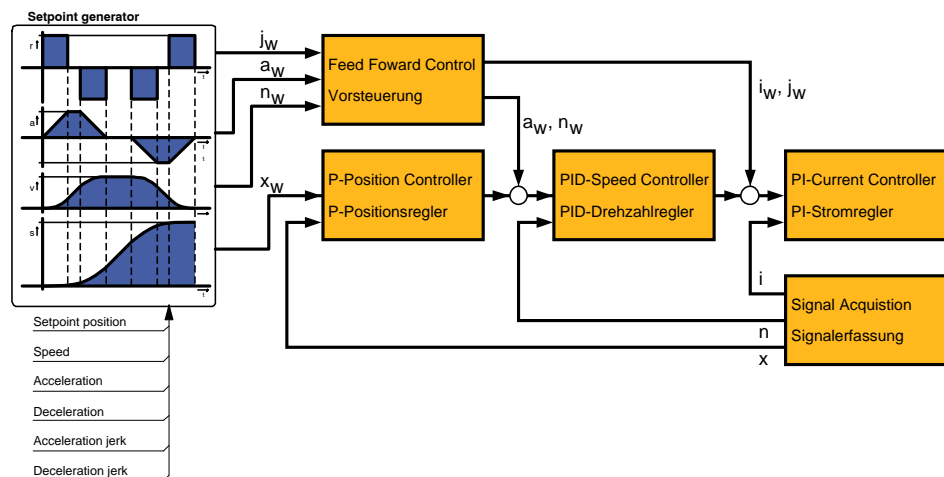 Setpoint generator
r
t
a
t
t
v
t
s
t
Setpoint position
Speed
Acceleration
Deceleration
Acceleration jerk
Deceleration jerk
jw
aw
nw
xw
Feed Foward Control
Vorsteuerung
iw, jw
aw, nw
P-Position Controller
P-Positionsregler
PID-Speed Controller
PID-Drehzahlregler
PI-Current Controller
PI-Stromregler
i
n
x
Signal Acquistion
Signalerfassung